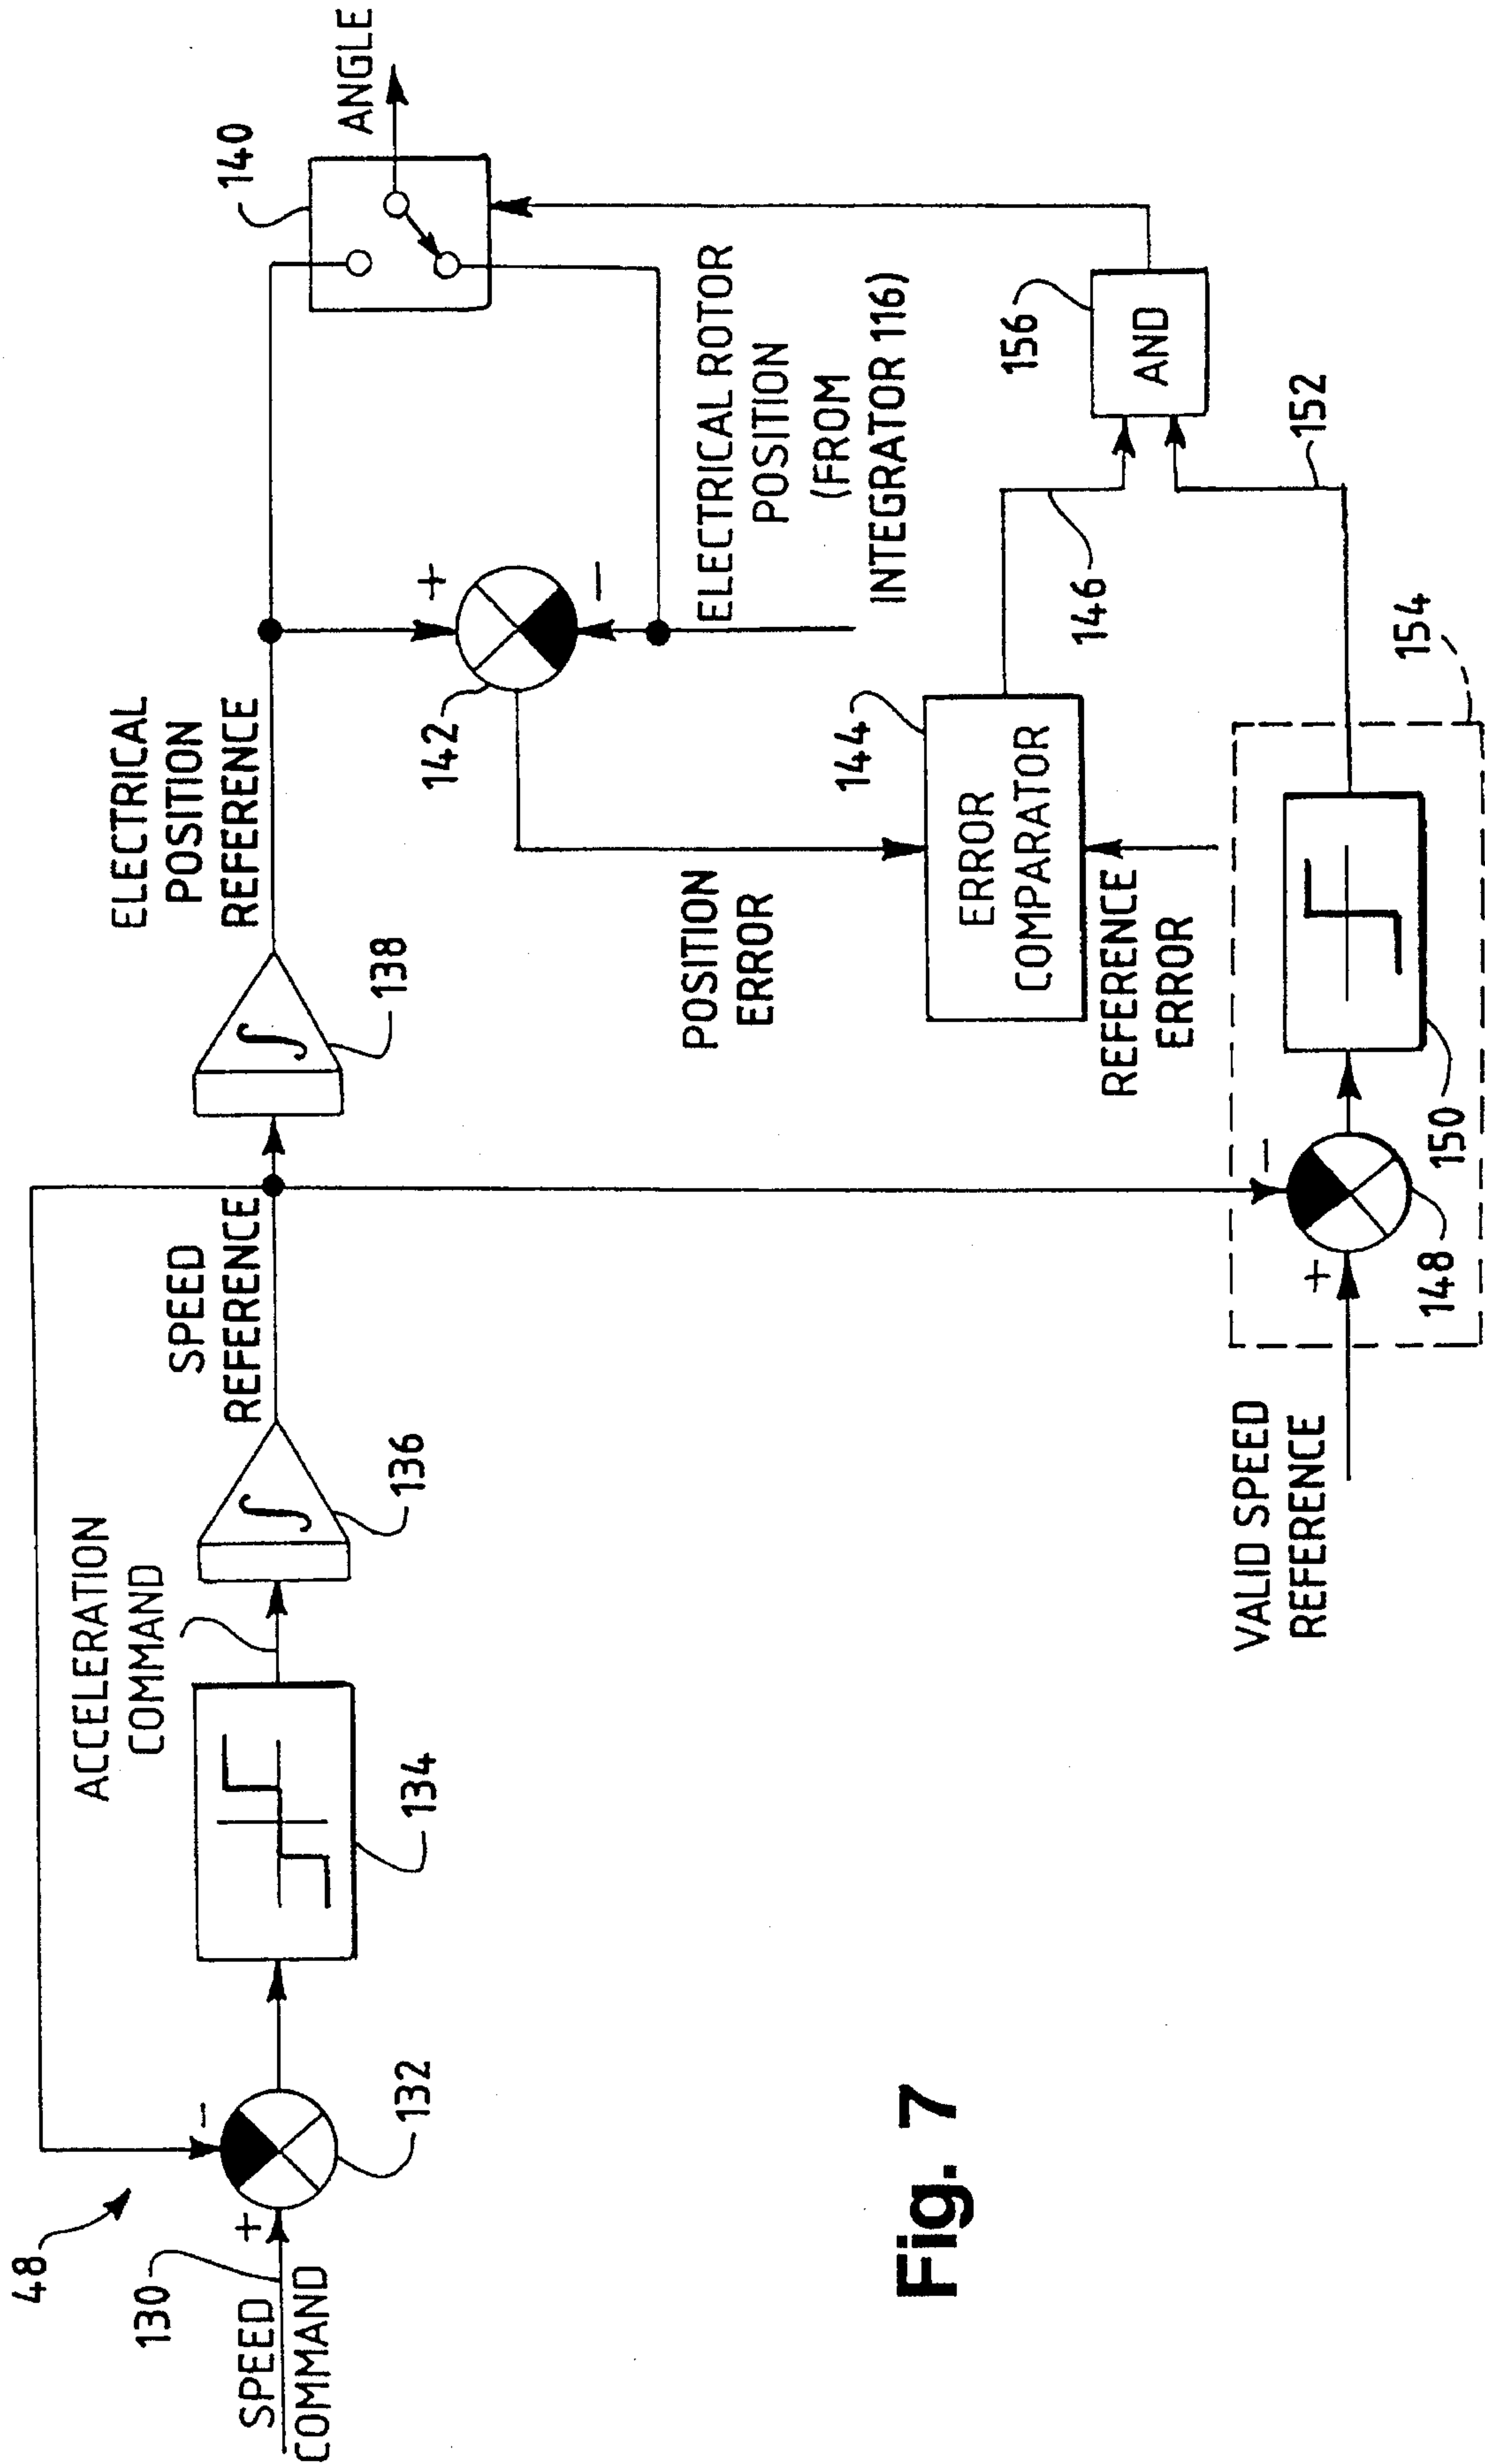 48
130
SPEED
COMMAND
+
-
132
134
ACCELERATION
COMMAND
∫
136
SPEED
REFERENCE
∫
138
ELECTRICAL
POSITION
REFERENCE
140
ANGLE
+
-
142
ELECTRICAL ROTOR
POSITION
(FROM
INTEGRATOR 116)
POSITION
ERROR
144
ERROR
COMPARATOR
REFERENCE
ERROR
146
156
AND
152
154
VALID SPEED
REFERENCE
+
-
148
150
Fig. 7